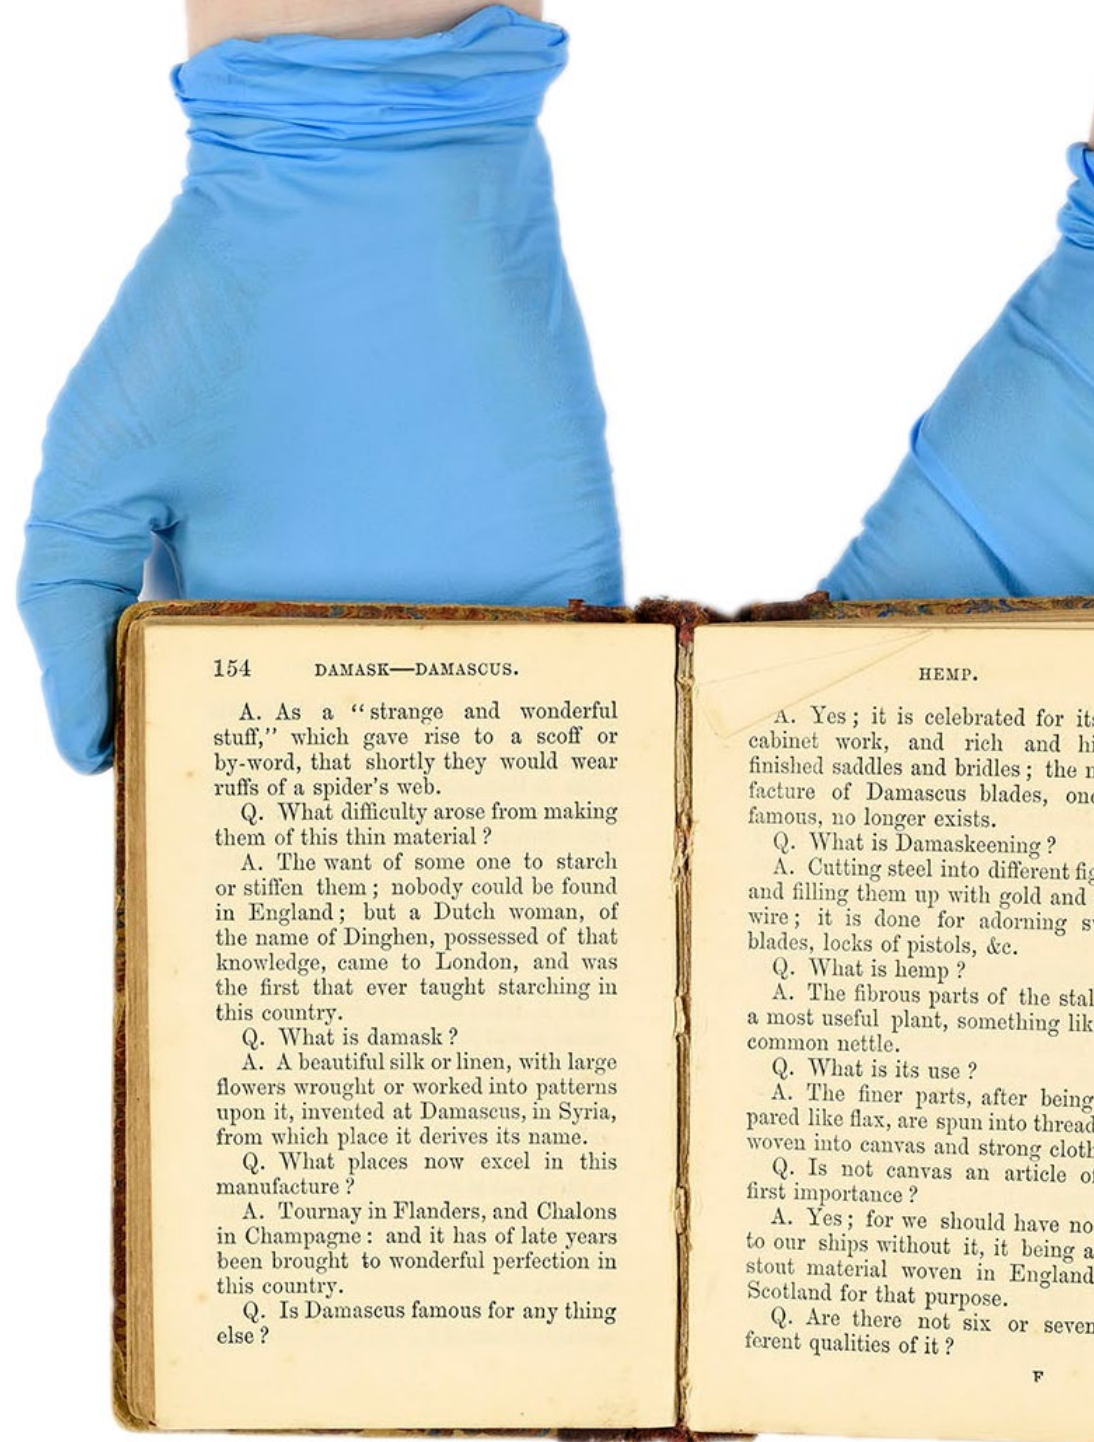 154 DAMASK—DAMASCUS.
A. As a “strange and wonderful
stuff,” which gave rise to a scoff or
by-word, that shortly they would wear
ruffs of a spider’s web.
Q. What difficulty arose from making
them of this thin material ?
A. The want of some one to starch
or stiffen them ; nobody could be found
in England ; but a Dutch woman, of
the name of Dinghen, possessed of that
knowledge, came to London, and was
the first that ever taught starching in
this country.
Q. What is damask ?
A. A beautiful silk or linen, with large
flowers wrought or worked into patterns
upon it, invented at Damascus, in Syria,
from which place it derives its name.
Q. What places now excel in this
manufacture ?
A. Tournay in Flanders, and Chalons
in Champagne : and it has of late years
been brought to wonderful perfection in
this country.
Q. Is Damascus famous for any thing
else ?
HEMP.
A. Yes ; it is celebrated for its
cabinet work, and rich and
finished saddles and bridles ; the
facture of Damascus blades,
famous, no longer exists.
Q. What is Damaskeening ?
A. Cutting steel into different
and filling them up with gold and
wire ; it is done for adorning
blades, locks of pistols, &c.
Q. What is hemp ?
A. The fibrous parts of the
a most useful plant, something
common nettle.
Q. What is its use ?
A. The finer parts, after being
pared like flax, are spun into thread
woven into canvas and strong cloth
Q. Is not canvas an article of
first importance ?
A. Yes ; for we should have no
to our ships without it, it being a
stout material woven in England
Scotland for that purpose.
Q. Are there not six or seven
ferent qualities of it ?
F